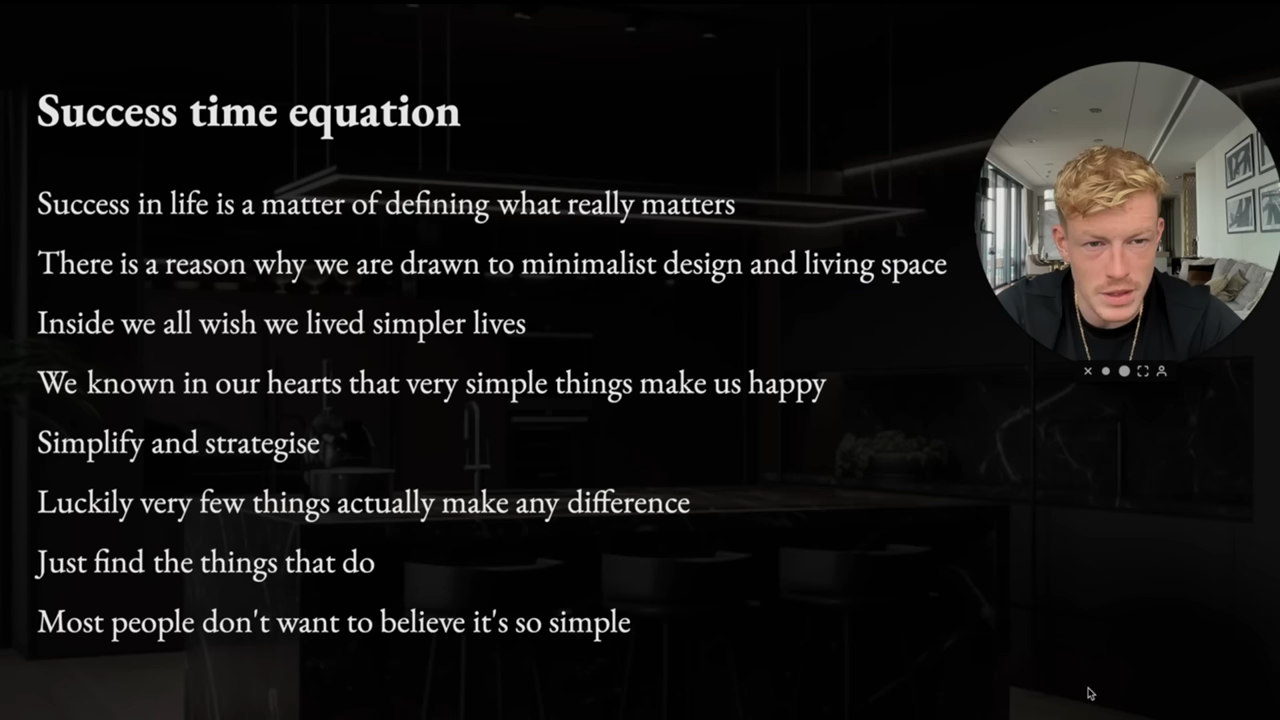 Success time equation
Success in life is a matter of defining what really matters
There is a reason why we are drawn to minimalist design and living space
Inside we all wish we lived simpler lives
We known in our hearts that very simple things make us happy
Simplify and strategise
Luckily very few things actually make any difference
Just find the things that do
Most people don't want to believe it's so simple